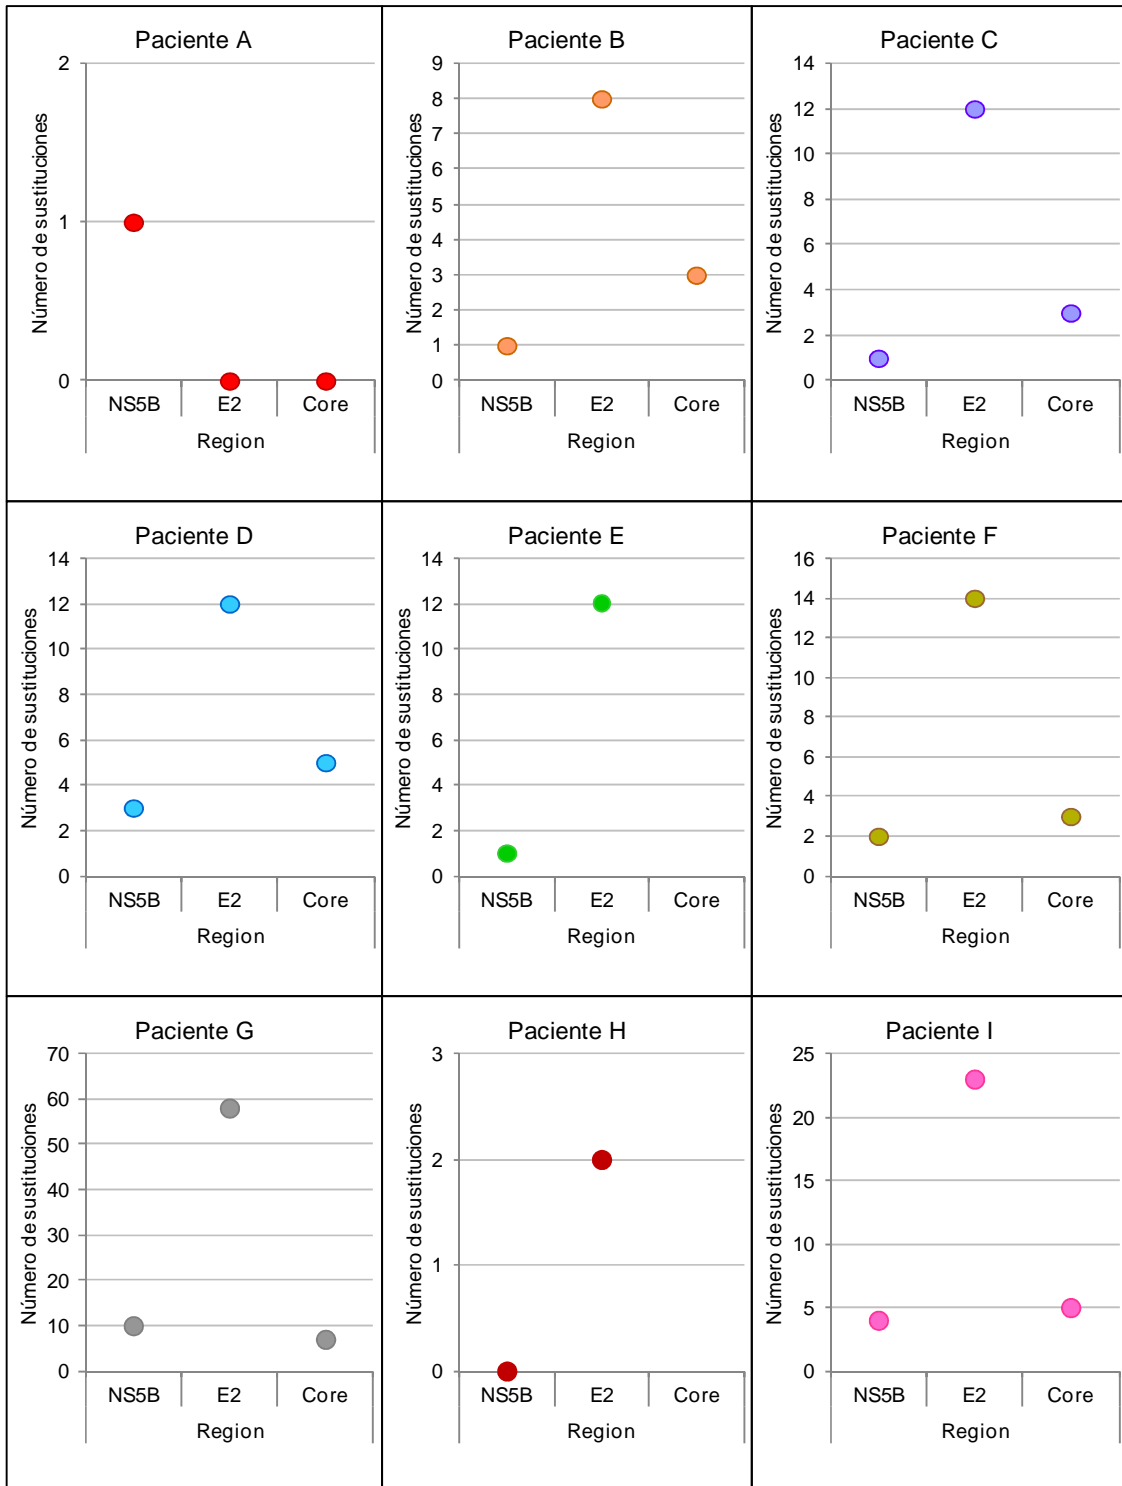 Paciente A
Número de sustituciones
2
1
0
NS5B E2 Core
Region
Paciente B
Número de sustituciones
9
8
7
6
5
4
3
2
1
0
NS5B E2 Core
Region
Paciente C
Número de sustituciones
14
12
10
8
6
4
2
0
NS5B E2 Core
Region
Paciente D
Número de sustituciones
14
12
10
8
6
4
2
0
NS5B E2 Core
Region
Paciente E
Número de sustituciones
14
12
10
8
6
4
2
0
NS5B E2 Core
Region
Paciente F
Número de sustituciones
16
14
12
10
8
6
4
2
0
NS5B E2 Core
Region
Paciente G
Número de sustituciones
70
60
50
40
30
20
10
0
NS5B E2 Core
Region
Paciente H
Número de sustituciones
3
2
1
0
NS5B E2 Core
Region
Paciente I
Número de sustituciones
25
20
15
10
5
0
NS5B E2 Core
Region